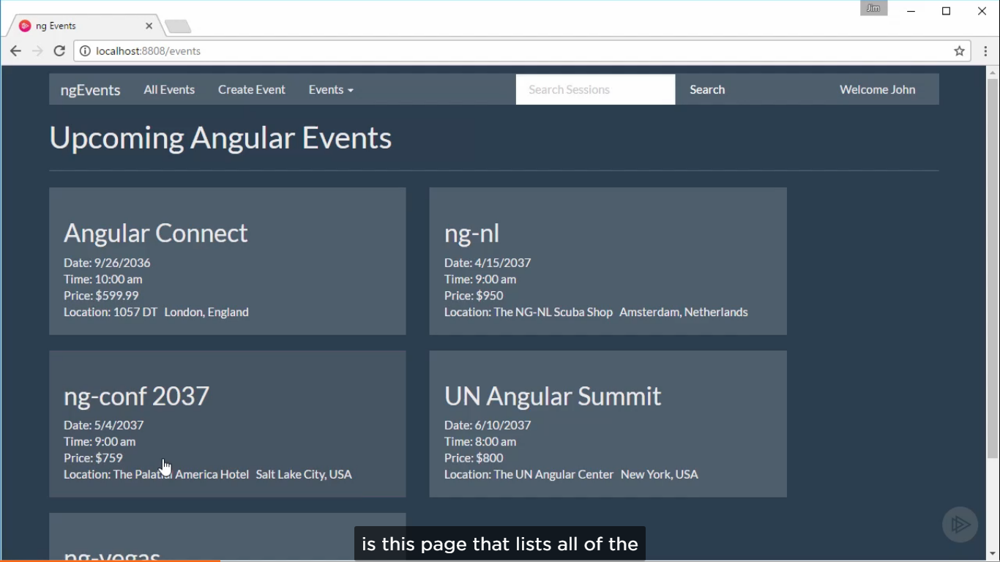 Jim
ng Events
localhost:8808/events
ngEvents All Events Create Event Events Search Sessions Search Welcome John
Upcoming Angular Events
Angular Connect
Date: 9/26/2036
Time: 10:00 am
Price: $599.99
Location: 1057 DT London, England
ng-nl
Date: 4/15/2037
Time: 9:00 am
Price: $950
Location: The NG-NL Scuba Shop Amsterdam, Netherlands
ng-conf 2037
Date: 5/4/2037
Time: 9:00 am
Price: $759
Location: The Palatial America Hotel Salt Lake City, USA
UN Angular Summit
Date: 6/10/2037
Time: 8:00 am
Price: $800
Location: The UN Angular Center New York, USA
ng-vegas
is this page that lists all of the